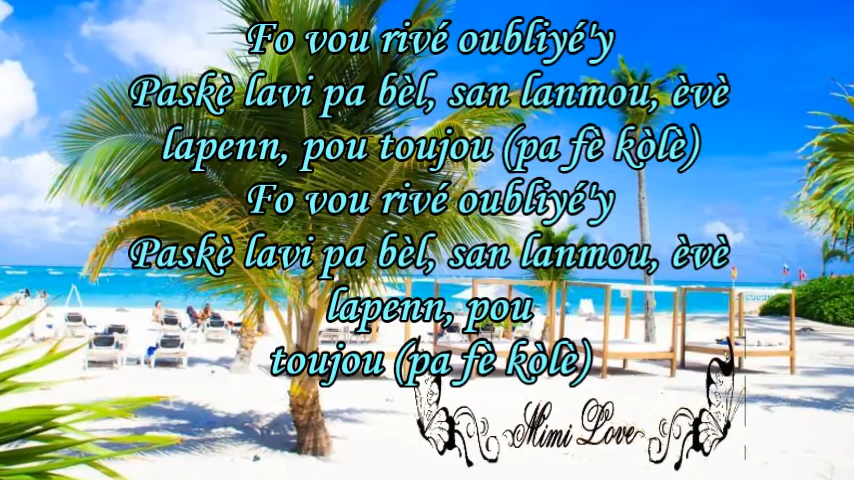 Fo vou rivé oubliyé'y
Paskè lavi pa bèl, san lanmou, èvè
lapenn, pou toujou (pa fè kòlè)
Fo vou rivé oubliyé'y
Paskè lavi pa bèl, san lanmou, èvè
lapenn, pou
toujou (pa fè kòlè)
Mimi Love